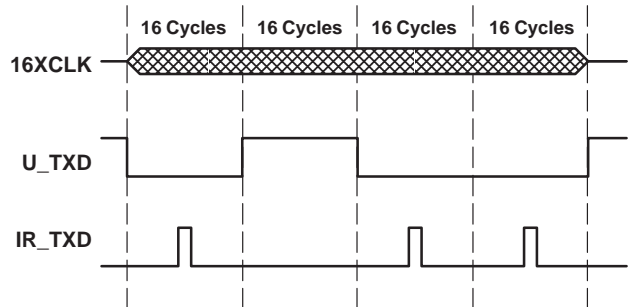 16 Cycles 16 Cycles 16 Cycles 16 Cycles
16XCLK
U_TXD
IR_TXD